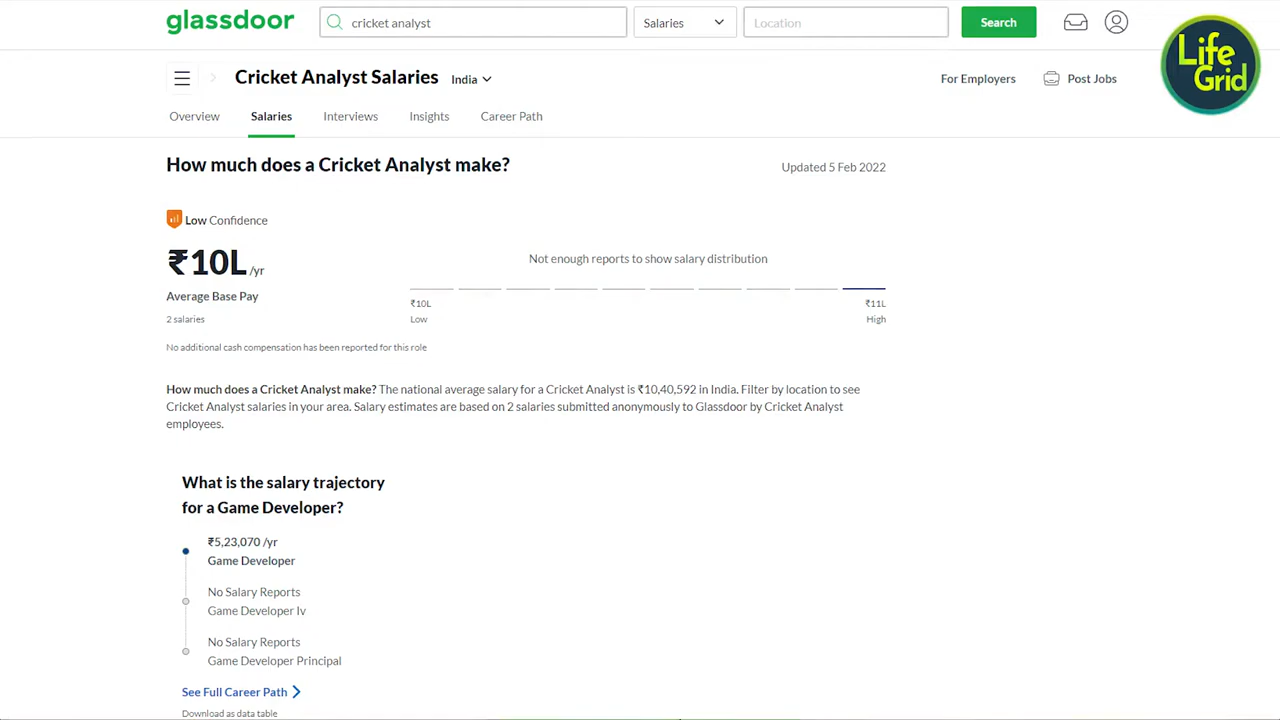 glassdoor
cricket analyst
Salaries
Location
Search
Life
Grid
Cricket Analyst Salaries
India
For Employers
Post Jobs
Overview
Salaries
Interviews
Insights
Career Path
How much does a Cricket Analyst make?
Updated 5 Feb 2022
Low Confidence
₹10L /yr
Average Base Pay
2 salaries
Not enough reports to show salary distribution
₹10L
Low
₹11L
High
No additional cash compensation has been reported for this role
How much does a Cricket Analyst make? The national average salary for a Cricket Analyst is ₹10,40,592 in India. Filter by location to see
Cricket Analyst salaries in your area. Salary estimates are based on 2 salaries submitted anonymously to Glassdoor by Cricket Analyst
employees.
What is the salary trajectory
for a Game Developer?
₹5,23,070 /yr
Game Developer
No Salary Reports
Game Developer Iv
No Salary Reports
Game Developer Principal
See Full Career Path
Download as data table